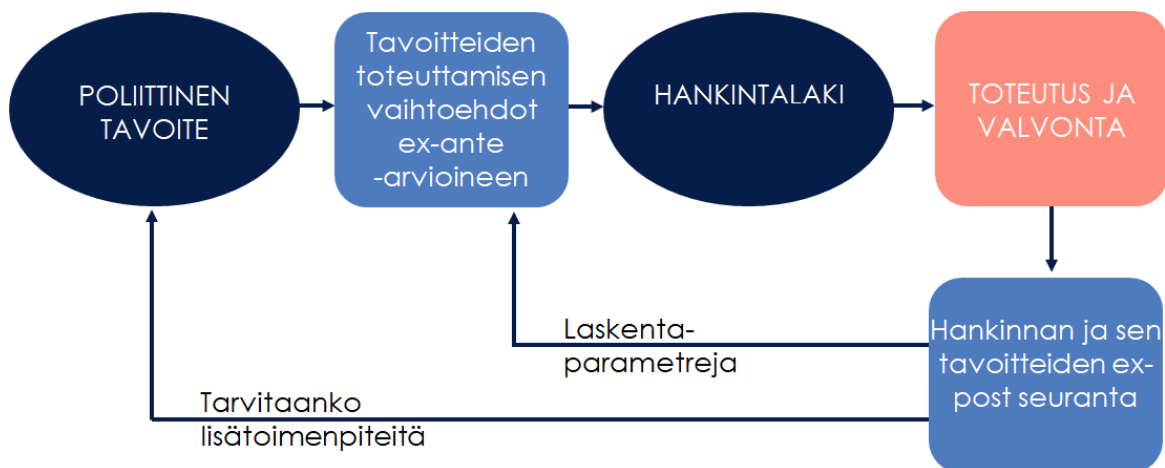 POLIITTINEN
TAVOITE
Tavoitteiden
toteuttamisen
vaihtoehdot
ex-ante
-arvioineen
HANKINTALAKI
TOTEUTUS JA
VALVONTA
Hankinnan ja sen
tavoitteiden ex-
post seuranta
Laskenta-
parametreja
Tarvitaanko
lisätoimenpiteitä